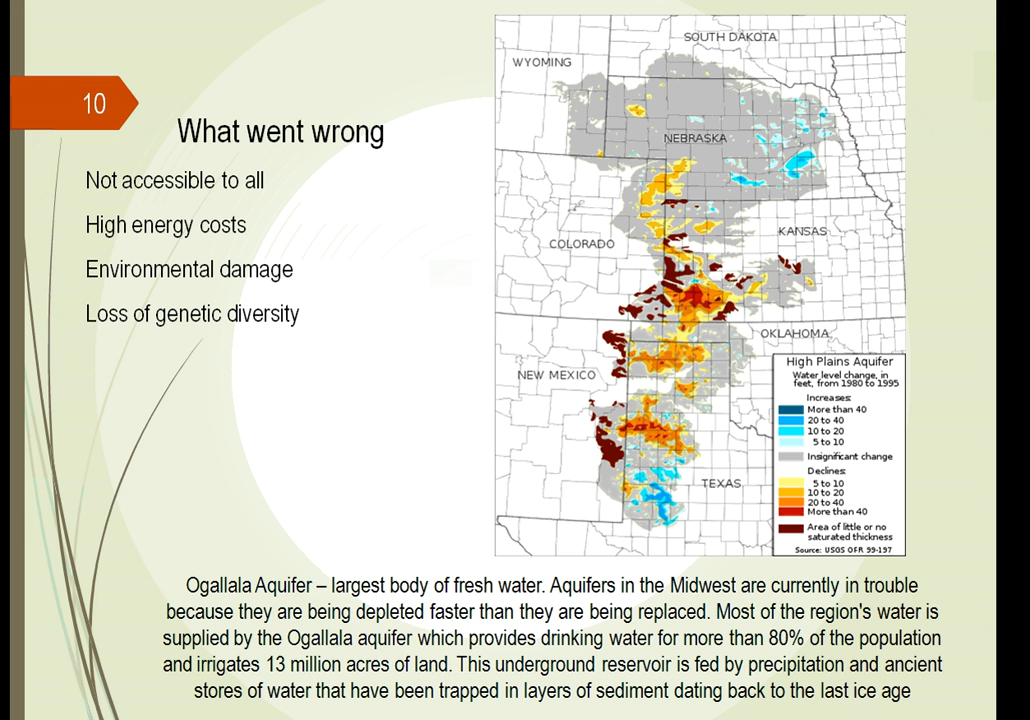 10
What went wrong
Not accessible to all
High energy costs
Environmental damage
Loss of genetic diversity
SOUTH DAKOTA
WYOMING
NEBRASKA
COLORADO
KANSAS
OKLAHOMA
NEW MEXICO
TEXAS
High Plains Aquifer
Water level change, in
feet, from 1980 to 1995
Increases:
More than 40
20 to 40
10 to 20
5 to 10
Insignificant change
Declines:
5 to 10
10 to 20
20 to 40
More than 40
Area of little or no
saturated thickness
Source: USGS OFR 99-197
Ogallala Aquifer – largest body of fresh water. Aquifers in the Midwest are currently in trouble
because they are being depleted faster than they are being replaced. Most of the region's water is
supplied by the Ogallala aquifer which provides drinking water for more than 80% of the population
and irrigates 13 million acres of land. This underground reservoir is fed by precipitation and ancient
stores of water that have been trapped in layers of sediment dating back to the last ice age